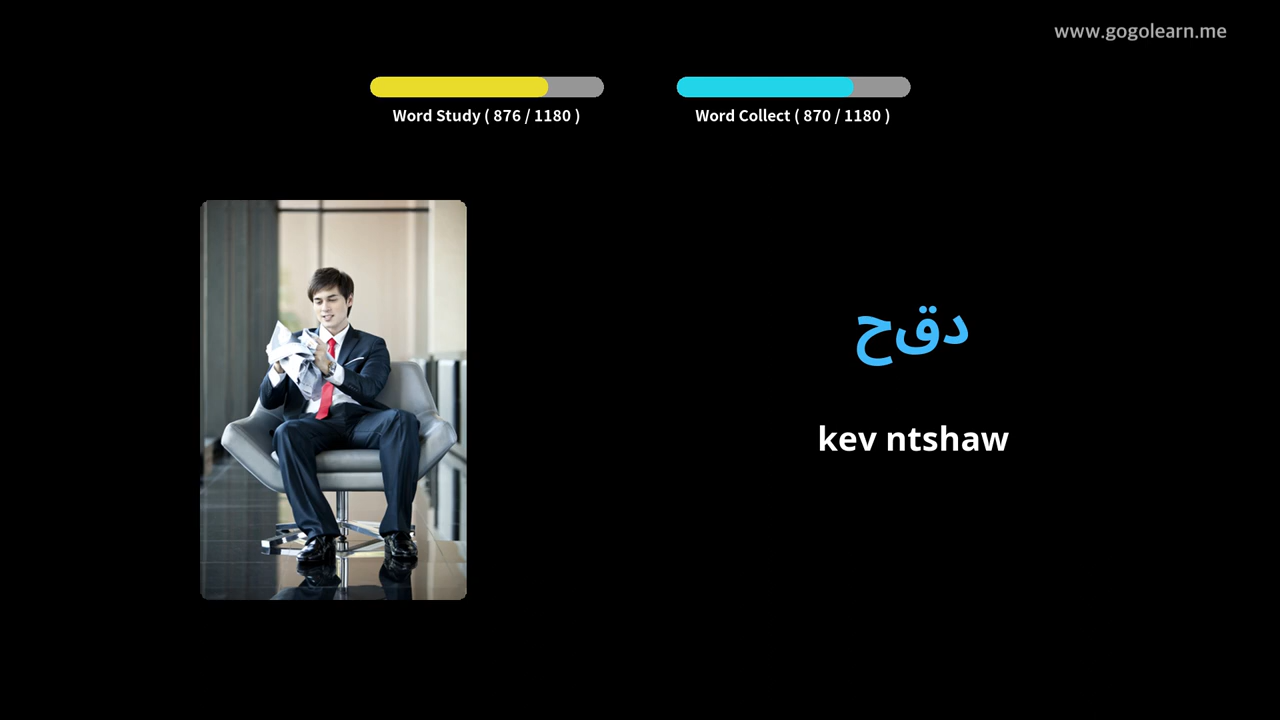 www.gogolearn.me
Word Study ( 876 / 1180 )
Word Collect ( 870 / 1180 )
دقح
kev ntshaw